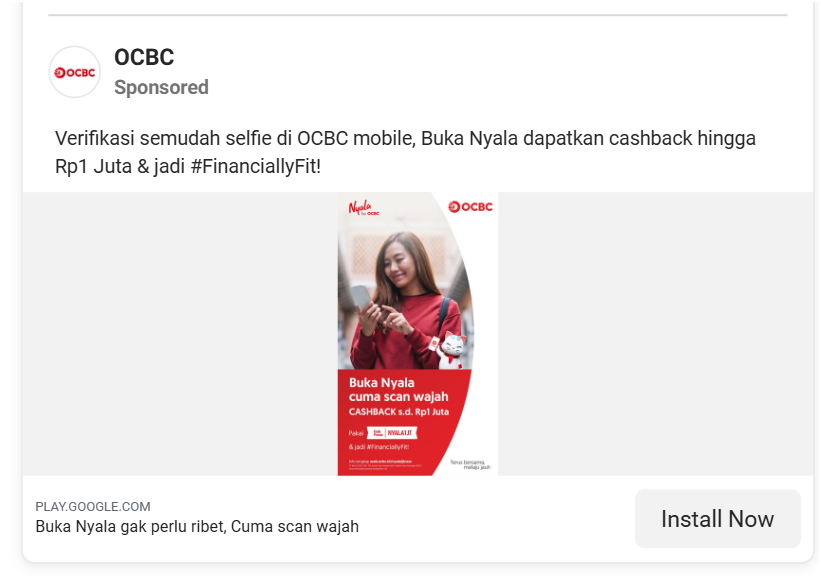 OCBC
OCBC
Sponsored
Verifikasi semudah selfie di OCBC mobile, Buka Nyala dapatkan cashback hingga
Rp1 Juta & jadi #FinanciallyFit!
Nyala
by OCBC
OCBC
Buka Nyala
cuma scan wajah
CASHBACK s.d. Rp1 Juta
Pakai
NYALA1JT
& jadi #FinanciallyFit!
Terus bersama,
melaju jauh
PLAY.GOOGLE.COM
Buka Nyala gak perlu ribet, Cuma scan wajah
Install Now